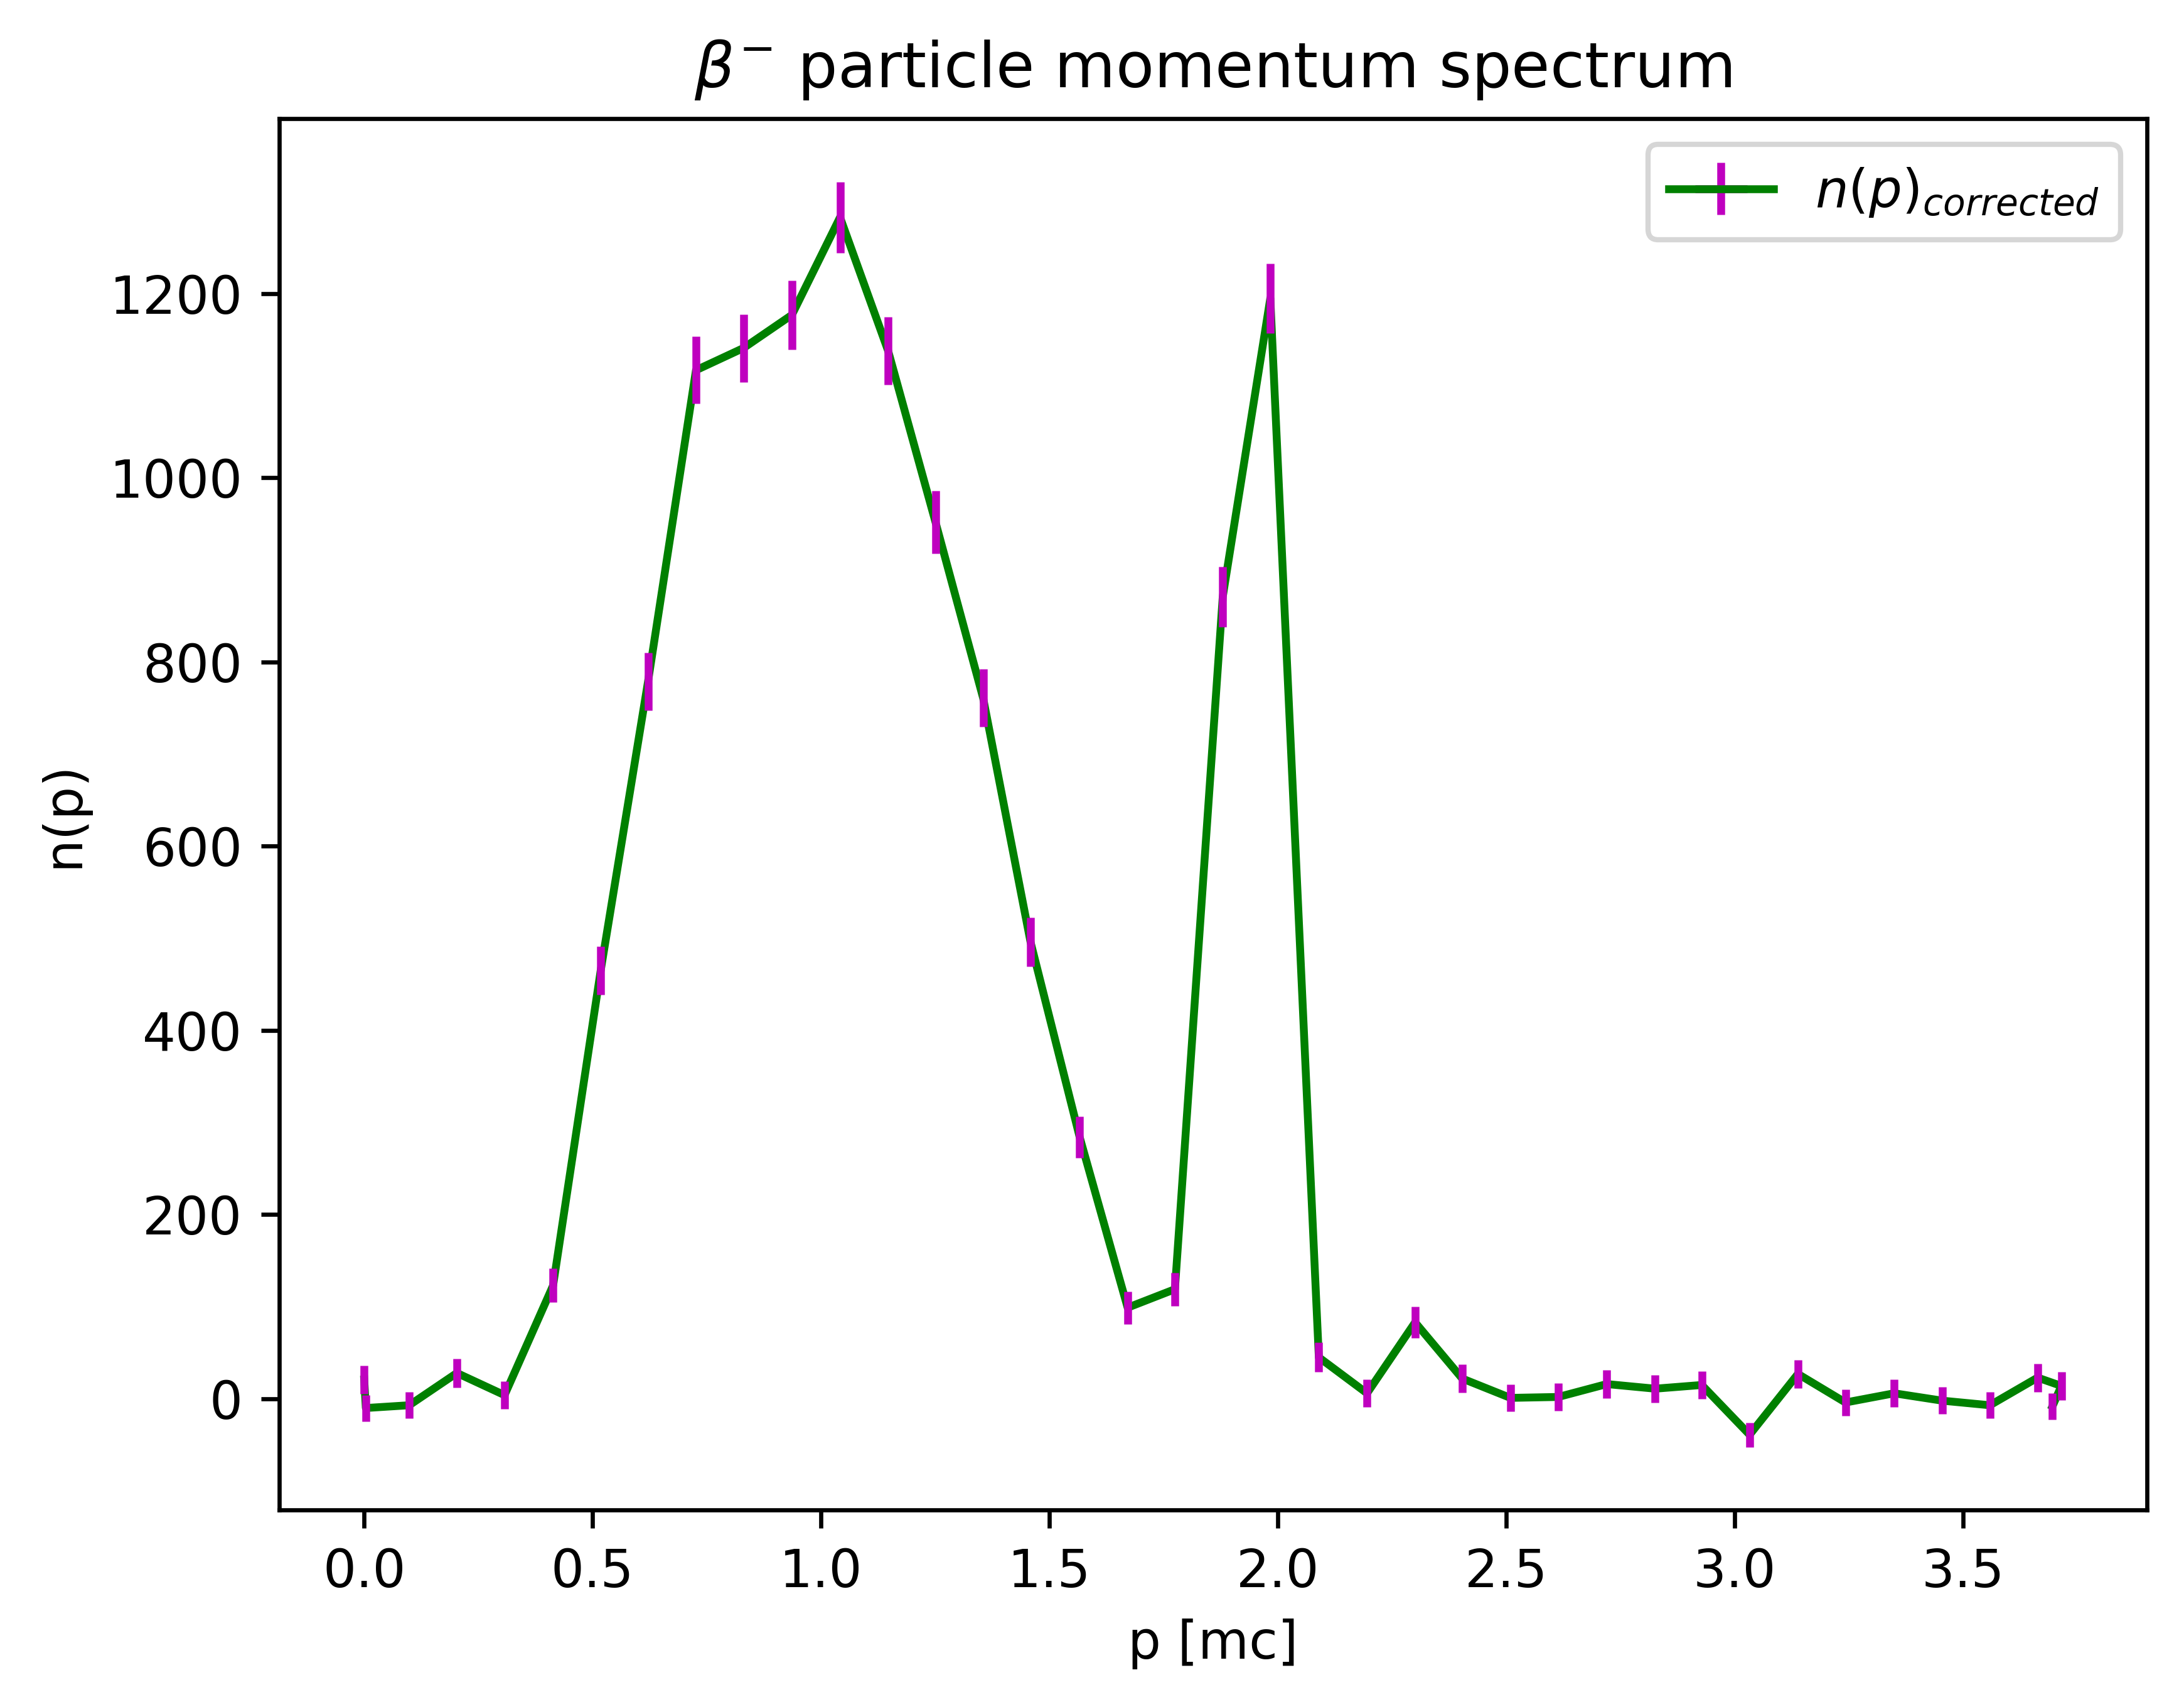 β⁻ particle momentum spectrum
n(p)corrected
1200
1000
800
600
400
200
0
n(p)
0.0 0.5 1.0 1.5 2.0 2.5 3.0 3.5
p [mc]